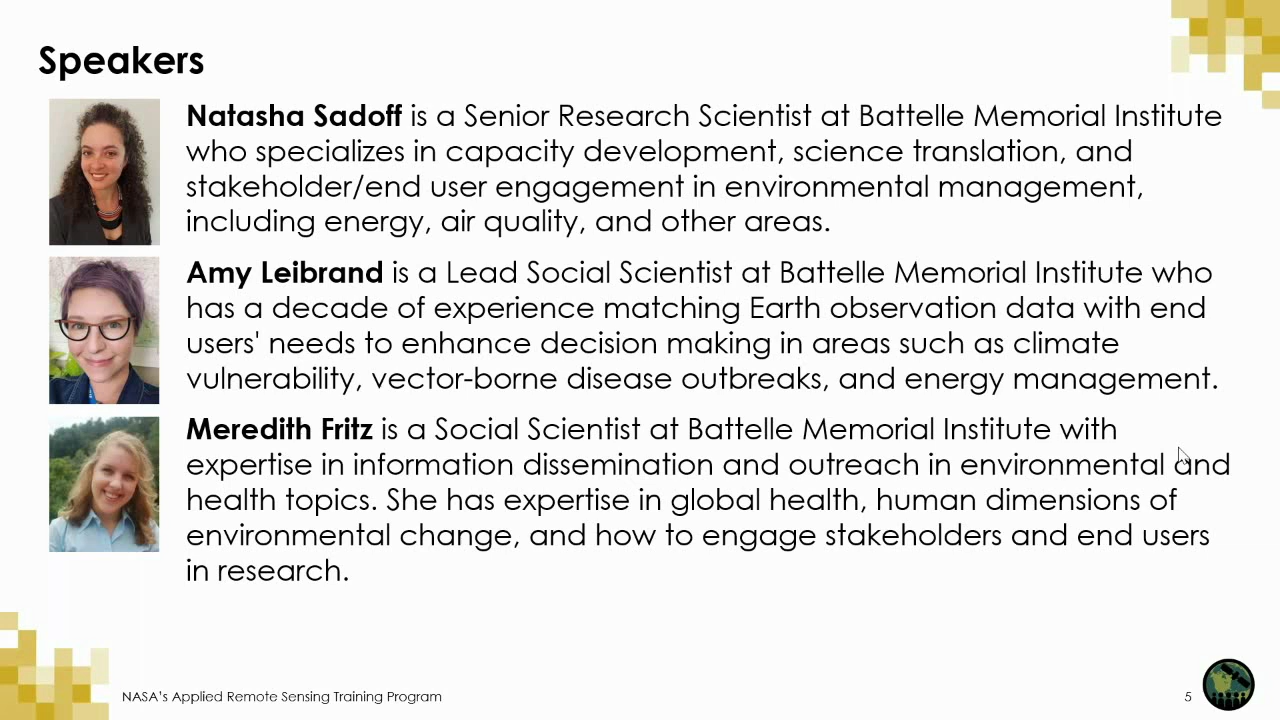 Speakers
Natasha Sadoff is a Senior Research Scientist at Battelle Memorial Institute
who specializes in capacity development, science translation, and
stakeholder/end user engagement in environmental management,
including energy, air quality, and other areas.
Amy Leibrand is a Lead Social Scientist at Battelle Memorial Institute who
has a decade of experience matching Earth observation data with end
users' needs to enhance decision making in areas such as climate
vulnerability, vector-borne disease outbreaks, and energy management.
Meredith Fritz is a Social Scientist at Battelle Memorial Institute with
expertise in information dissemination and outreach in environmental and
health topics. She has expertise in global health, human dimensions of
environmental change, and how to engage stakeholders and end users
in research.
NASA's Applied Remote Sensing Training Program
5